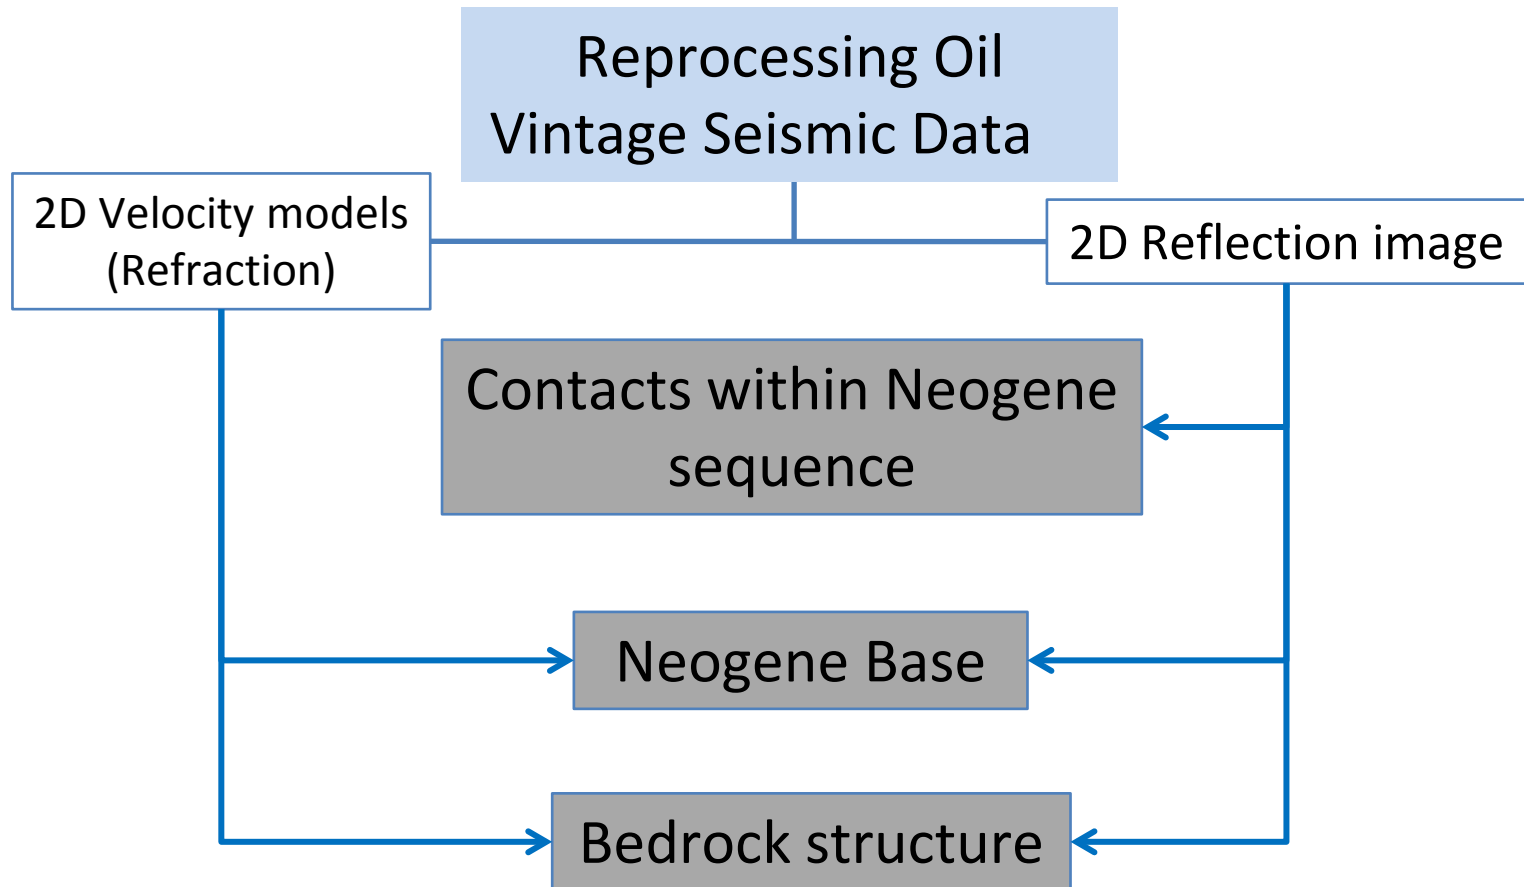 Reprocessing Oil
Vintage Seismic Data
2D Velocity models
(Refraction)
2D Reflection image
Contacts within Neogene
sequence
Neogene Base
Bedrock structure